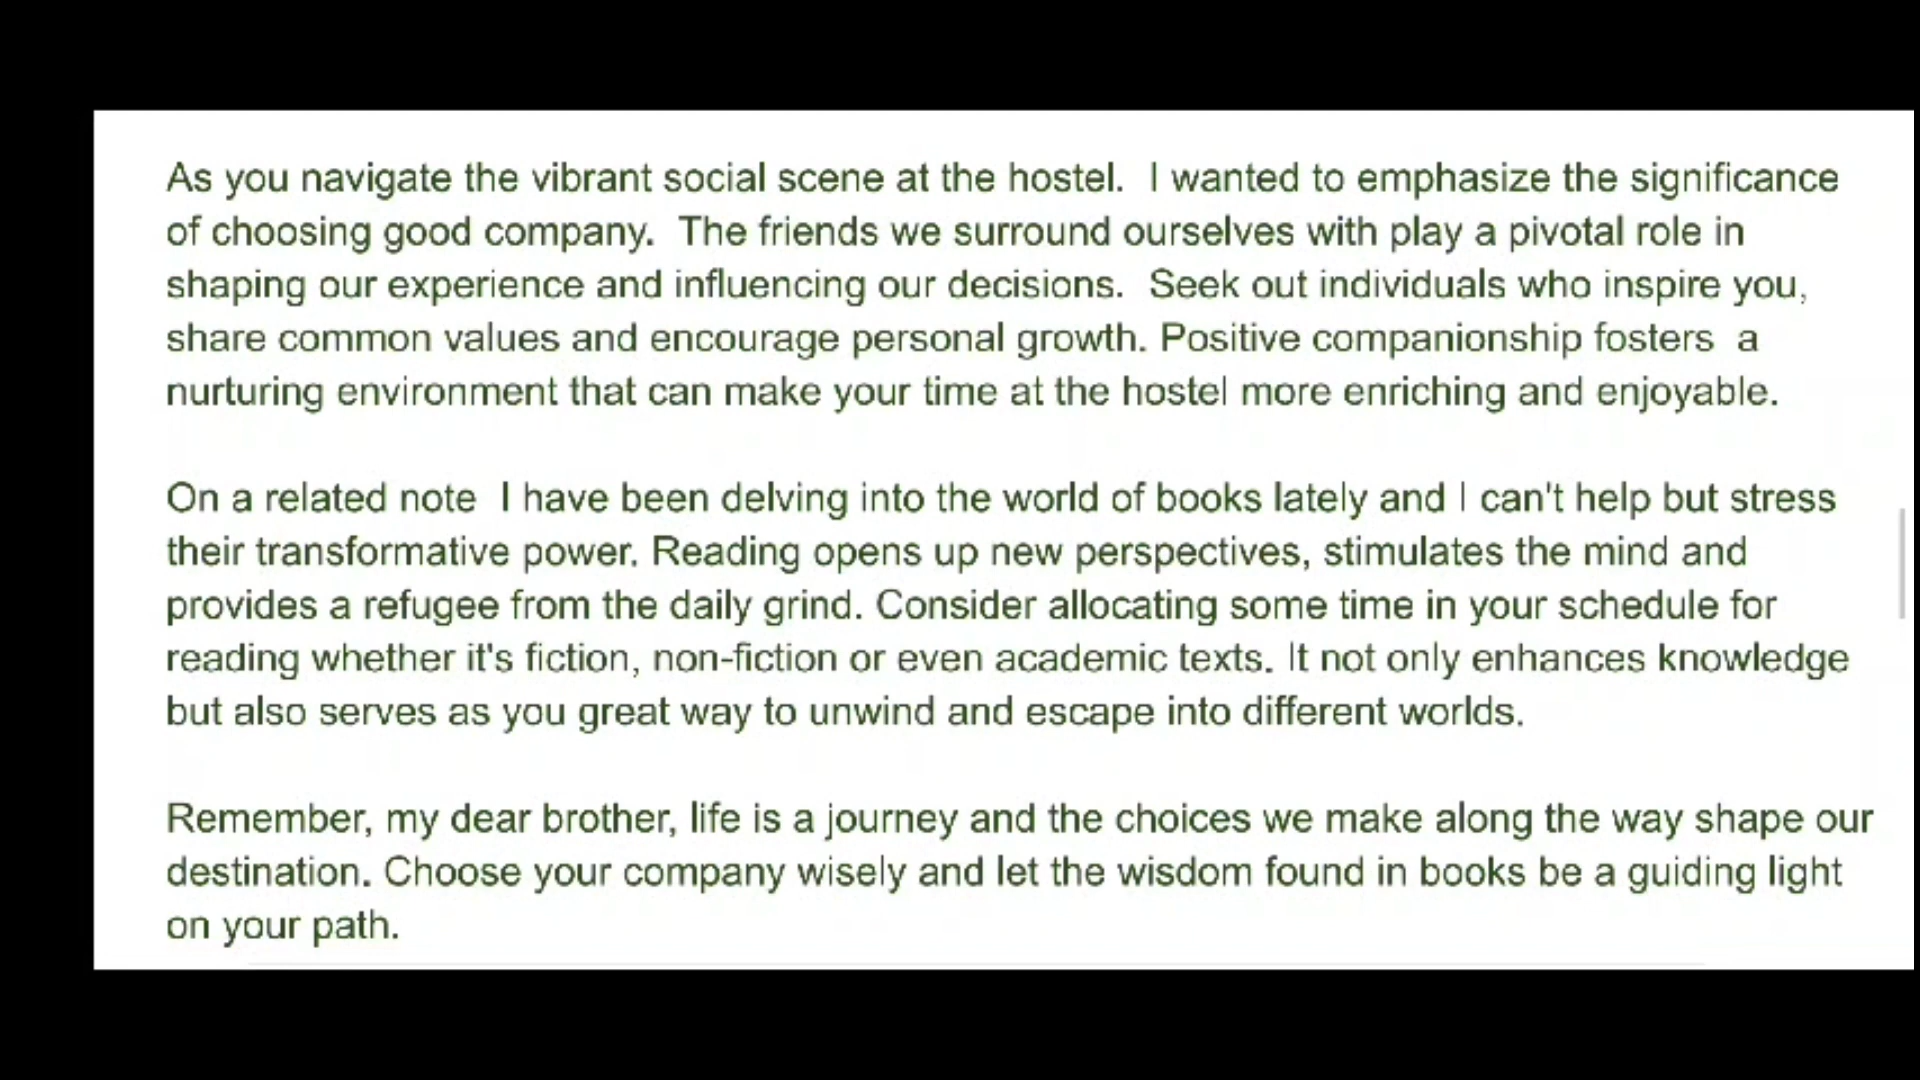 As you navigate the vibrant social scene at the hostel.  I wanted to emphasize the significance
of choosing good company.  The friends we surround ourselves with play a pivotal role in
shaping our experience and influencing our decisions.  Seek out individuals who inspire you,
share common values and encourage personal growth. Positive companionship fosters  a
nurturing environment that can make your time at the hostel more enriching and enjoyable.

On a related note  I have been delving into the world of books lately and I can't help but stress
their transformative power. Reading opens up new perspectives, stimulates the mind and
provides a refugee from the daily grind. Consider allocating some time in your schedule for
reading whether it's fiction, non-fiction or even academic texts. It not only enhances knowledge
but also serves as you great way to unwind and escape into different worlds.

Remember, my dear brother, life is a journey and the choices we make along the way shape our
destination. Choose your company wisely and let the wisdom found in books be a guiding light
on your path.